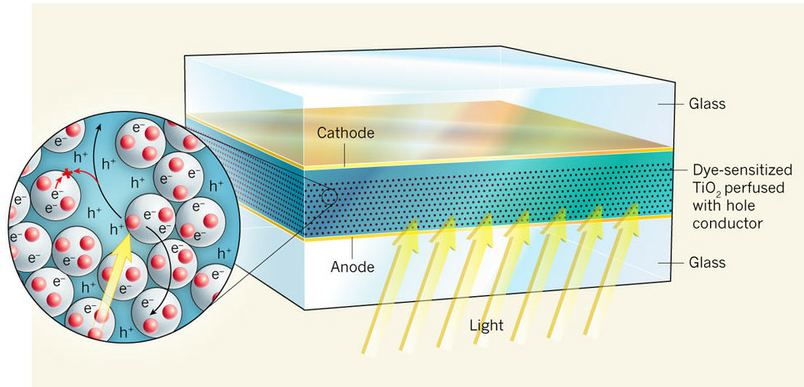 Glass
Cathode
Dye-sensitized
TiO₂ perfused
with hole
conductor
Anode
Glass
Light
e⁻
e⁻
h⁺
h⁺
h⁺
e⁻
e⁻
h⁺
h⁺
e⁻
h⁺
e⁻
e⁻
e⁻
e⁻
h⁺
e⁻
e⁻
e⁻
e⁻
h⁺